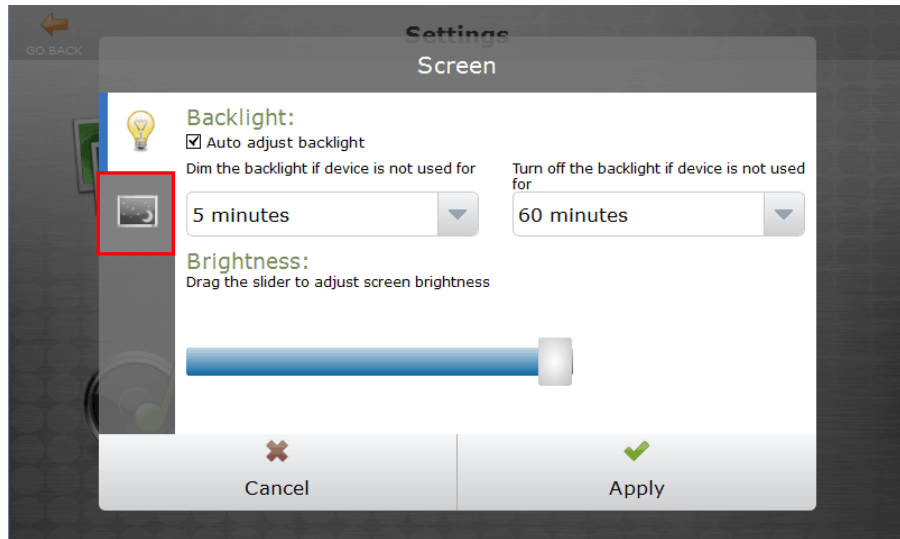 Settings
GO BACK
Screen
Backlight:
Auto adjust backlight
Dim the backlight if device is not used for
5 minutes
Turn off the backlight if device is not used
for
60 minutes
Brightness:
Drag the slider to adjust screen brightness
Cancel
Apply